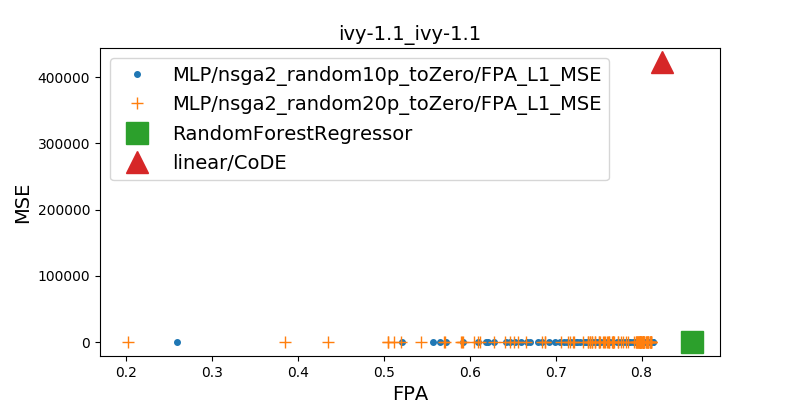 ivy-1.1_ivy-1.1
MLP/nsga2_random10p_toZero/FPA_L1_MSE
MLP/nsga2_random20p_toZero/FPA_L1_MSE
RandomForestRegressor
linear/CoDE
MSE
400000
300000
200000
100000
0
0.2 0.3 0.4 0.5 0.6 0.7 0.8
FPA